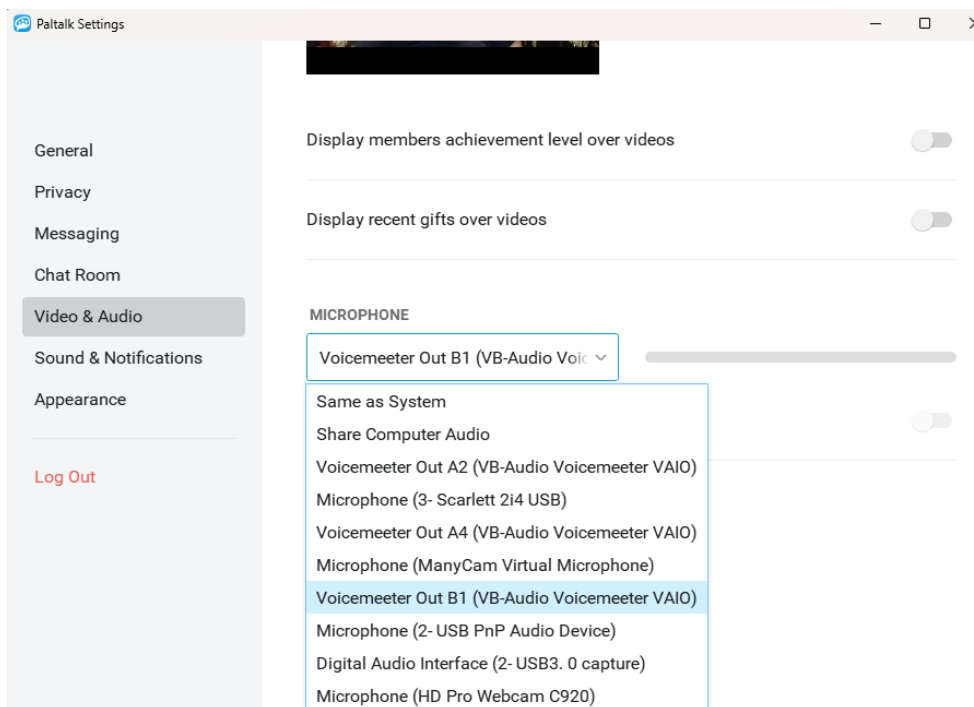 Paltalk Settings
General
Privacy
Messaging
Chat Room
Video & Audio
Sound & Notifications
Appearance
Log Out
Display members achievement level over videos
Display recent gifts over videos
MICROPHONE
Voicemeeter Out B1 (VB-Audio Voic
Same as System
Share Computer Audio
Voicemeeter Out A2 (VB-Audio Voicemeeter VAIO)
Microphone (3- Scarlett 2i4 USB)
Voicemeeter Out A4 (VB-Audio Voicemeeter VAIO)
Microphone (ManyCam Virtual Microphone)
Voicemeeter Out B1 (VB-Audio Voicemeeter VAIO)
Microphone (2- USB PnP Audio Device)
Digital Audio Interface (2- USB3. 0 capture)
Microphone (HD Pro Webcam C920)